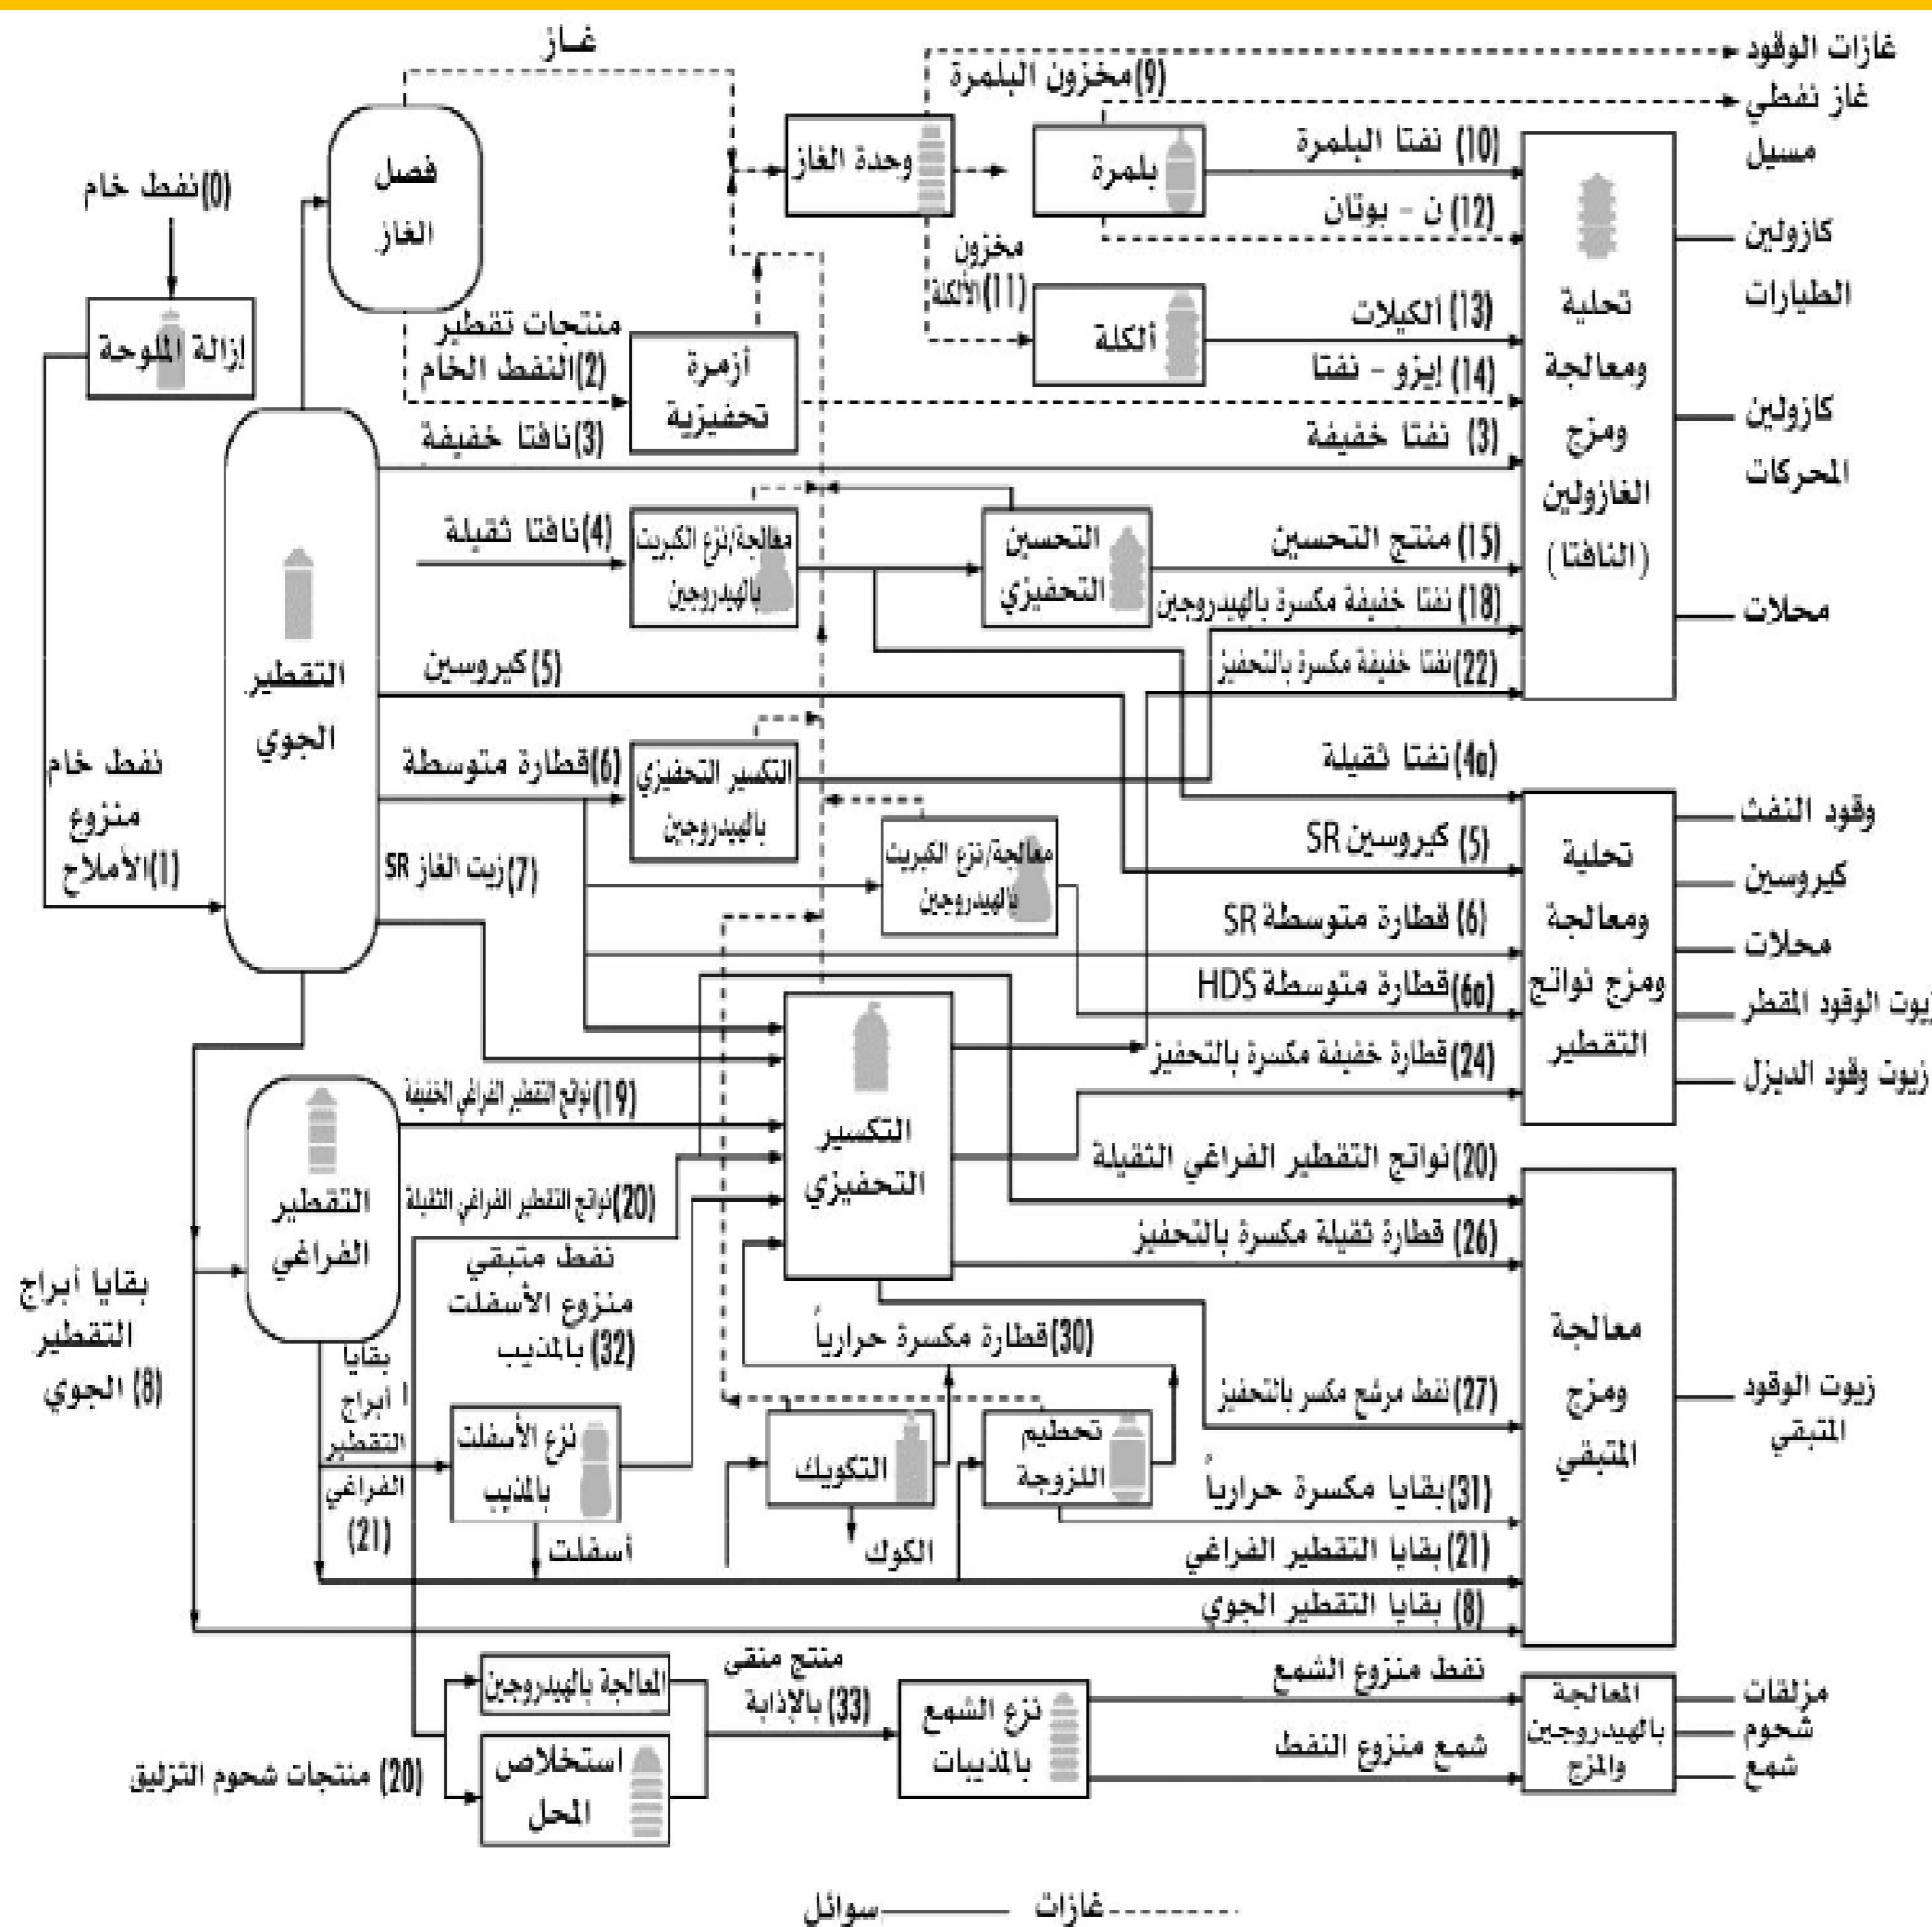 غـاز
غازات الوقود
(9) مخزون البلمرة
غاز نفطي
مسيل
فصل
الغاز
وحدة الغاز
بلمرة
(10) نفتا البلمرة
(12) ن - بوتان
(0) نفط خام
إزالة الملوحة
مخزون
(11) الألكلة
ألكلة
(13) ألكيلات
(14) إيزو - نفتا
منتجات تقطير
(2) النفط الخام
أزمرة
تحفيزية
(3) نافتا خفيفة
(3) نفتا خفيفة
تحلية
ومعالجة
ومزج
الغازولين
(النافتا)
كازولين
الطيارات
كازولين
المحركات
محلات
(4) نافتا ثقيلة
معالجة/نزع الكبريت
بالهيدروجين
التحسين
التحفيزي
(15) منتج التحسين
(18) نفتا خفيفة مكسرة بالهيدروجين
(22) نفتا خفيفة مكسرة بالتحفيز
التقطير
الجوي
(5) كيروسين
(6) قطارة متوسطة
التكسير التحفيزي
بالهيدروجين
(4a) نفتا ثقيلة
نفط خام
منزوع
(1) الأملاح
(7) زيت الغاز SR
معالجة/نزع الكبريت
بالهيدروجين
(5) كيروسين SR
(6) قطارة متوسطة SR
(6a) قطارة متوسطة HDS
(24) قطارة خفيفة مكسرة بالتحفيز
تحلية
ومعالجة
ومزج نواتج
التقطير
وقود النفث
كيروسين
محلات
زيوت الوقود المقطر
زيوت وقود الديزل
(19) نواتج التقطير الفراغي الخفيفة
التكسير
التحفيزي
(20) نواتج التقطير الفراغي الثقيلة
التقطير
الفراغي
(20) نواتج التقطير الفراغي الثقيلة
(26) قطارة ثقيلة مكسرة بالتحفيز
نفط متبقي
منزوع الأسفلت
(32) بالمذيب
بقايا أبراج
التقطير
(8) الجوي
(30) قطارة مكسرة حرارياً
(27) نفط مرشح مكسر بالتحفيز
معالجة
ومزج
المتبقي
زيوت الوقود
المتبقي
بقايا
أبراج
التقطير
الفراغي
(21)
نزع الأسفلت
بالمذيب
التكويك
تحطيم
اللزوجة
(31) بقايا مكسرة حرارياً
أسفلت
الكوك
(21) بقايا التقطير الفراغي
(8) بقايا التقطير الجوي
المعالجة بالهيدروجين
منتج منقى
(33) بالإذابة
نزع الشمع
بالمذيبات
نفط منزوع الشمع
شمع منزوع النفط
المعالجة
بالهيدروجين
والمزج
مزلقات
شحوم
شمع
(20) منتجات شحوم التزليق
استخلاص
المحل
سوائل
غازات